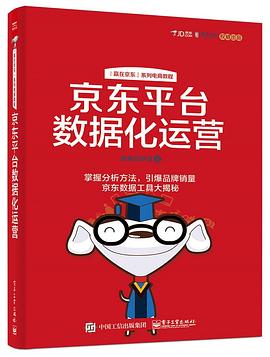 JD
「赢在京东」系列电商教程
京东平台
数据化运营
掌握分析方法，引爆品牌销量
京东数据工具大揭秘
中国工信出版集团
电子工业出版社
京东平台数据化运营